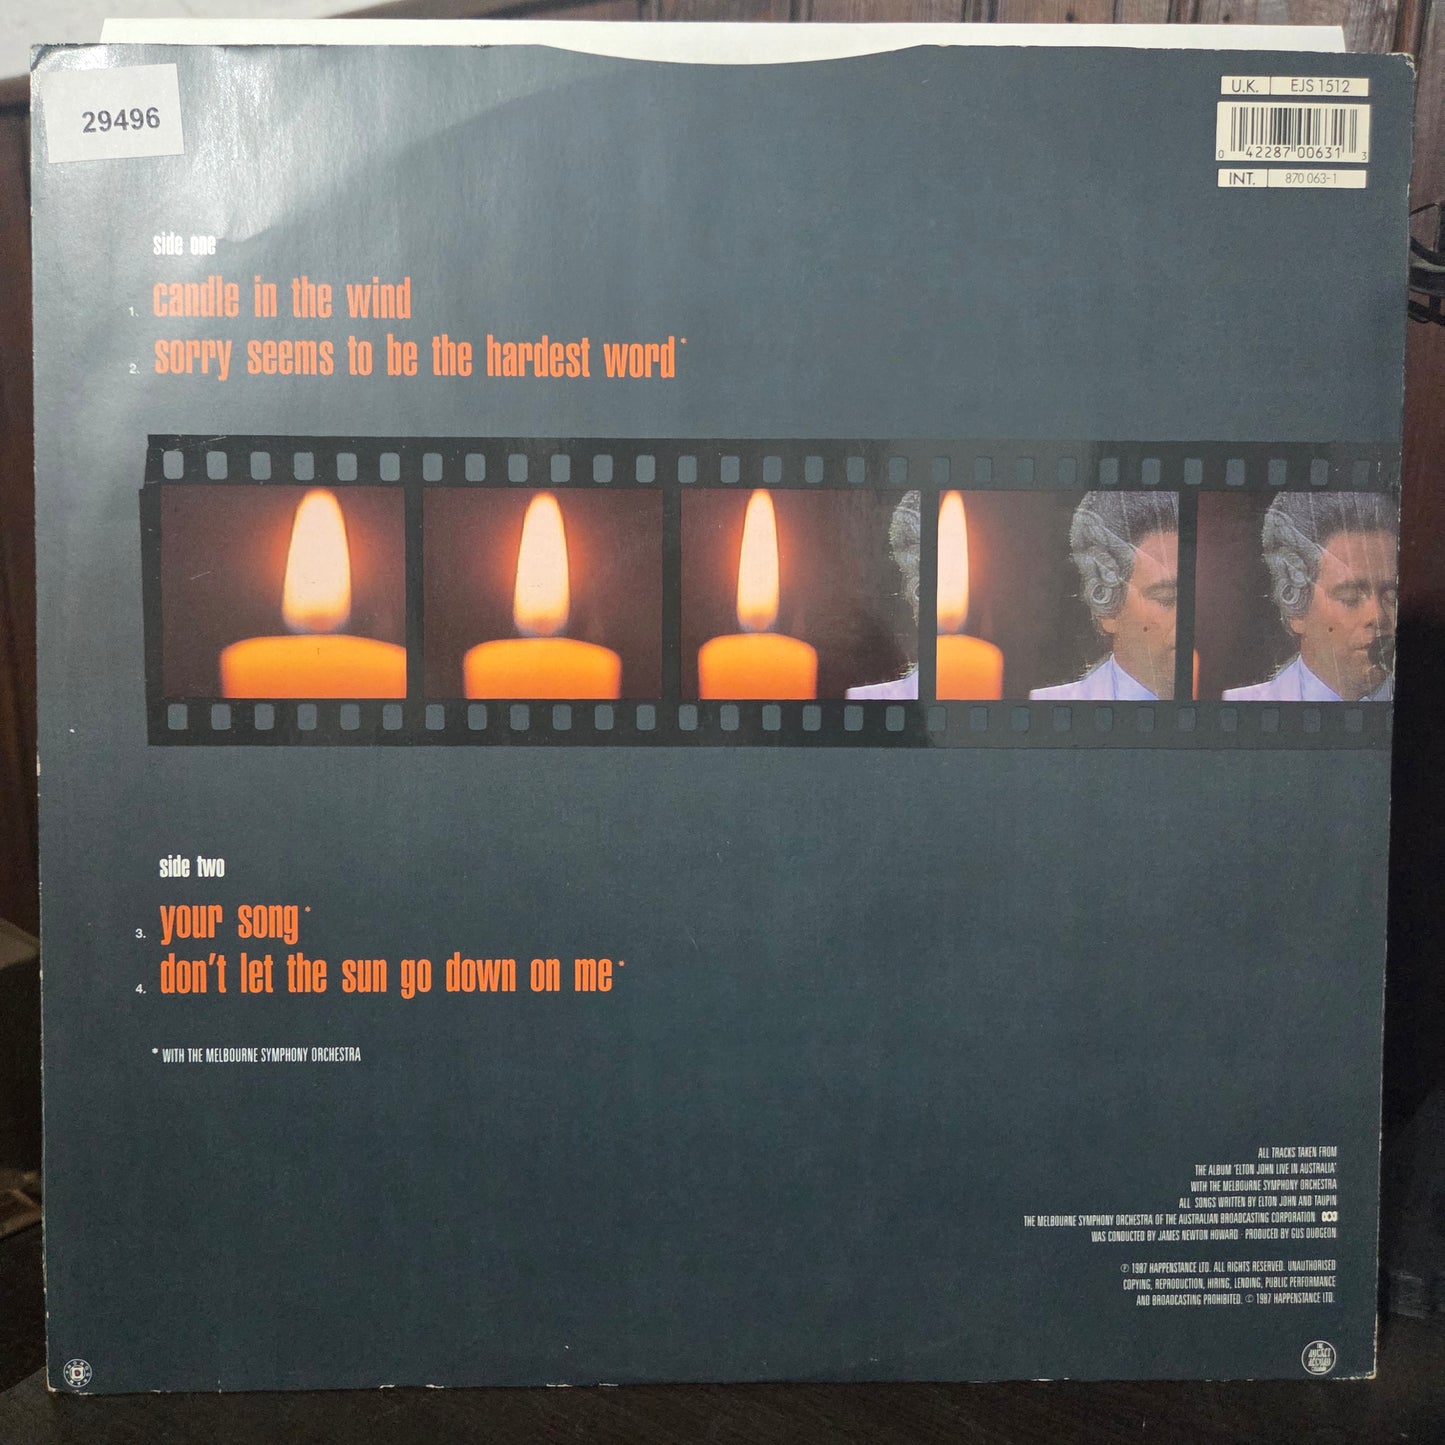 29496
U.K. EJS 1512
0 42287 00631 3
INT. 870 063-1
side one
1. candle in the wind
2. sorry seems to be the hardest word*
side two
3. your song*
4. don't let the sun go down on me*
* WITH THE MELBOURNE SYMPHONY ORCHESTRA
ALL TRACKS TAKEN FROM
THE ALBUM 'ELTON JOHN LIVE IN AUSTRALIA'
WITH THE MELBOURNE SYMPHONY ORCHESTRA
ALL SONGS WRITTEN BY ELTON JOHN AND TAUPIN
THE MELBOURNE SYMPHONY ORCHESTRA OF THE AUSTRALIAN BROADCASTING CORPORATION
WAS CONDUCTED BY JAMES NEWTON HOWARD · PRODUCED BY GUS DUDGEON
℗ 1987 HAPPENSTANCE LTD. ALL RIGHTS RESERVED. UNAUTHORISED
COPYING, REPRODUCTION, HIRING, LENDING, PUBLIC PERFORMANCE
AND BROADCASTING PROHIBITED. © 1987 HAPPENSTANCE LTD.
THE
ROCKET
RECORD